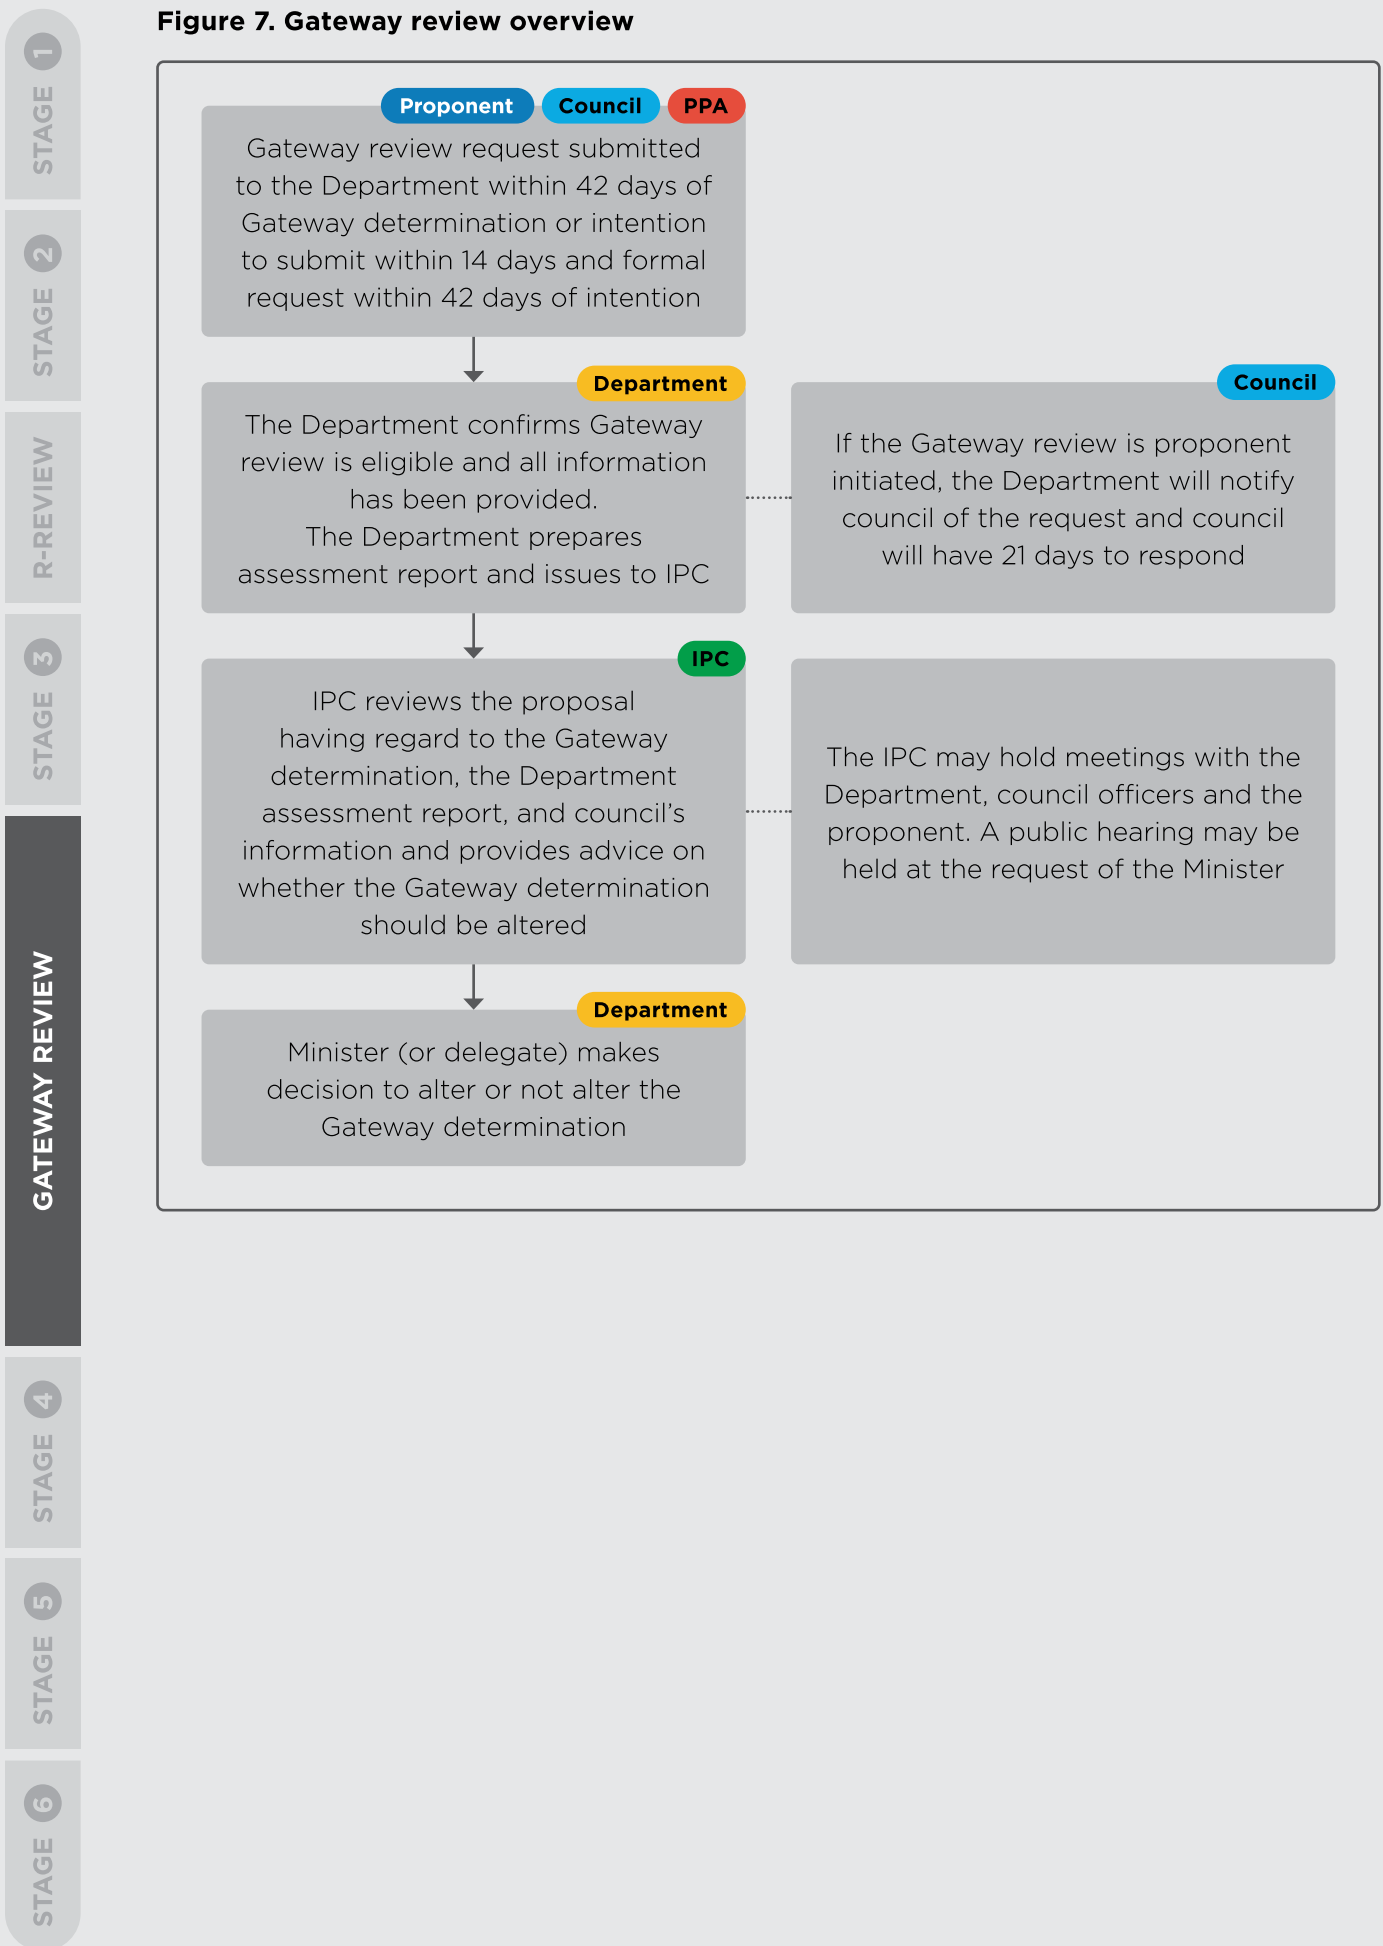 Figure 7. Gateway review overview
STAGE 1
STAGE 2
R-REVIEW
STAGE 3
GATEWAY REVIEW
STAGE 4
STAGE 5
STAGE 6
Proponent
Council
PPA
Gateway review request submitted
to the Department within 42 days of
Gateway determination or intention
to submit within 14 days and formal
request within 42 days of intention
Department
The Department confirms Gateway
review is eligible and all information
has been provided.
The Department prepares
assessment report and issues to IPC
Council
If the Gateway review is proponent
initiated, the Department will notify
council of the request and council
will have 21 days to respond
IPC
IPC reviews the proposal
having regard to the Gateway
determination, the Department
assessment report, and council’s
information and provides advice on
whether the Gateway determination
should be altered
The IPC may hold meetings with the
Department, council officers and the
proponent. A public hearing may be
held at the request of the Minister
Department
Minister (or delegate) makes
decision to alter or not alter the
Gateway determination